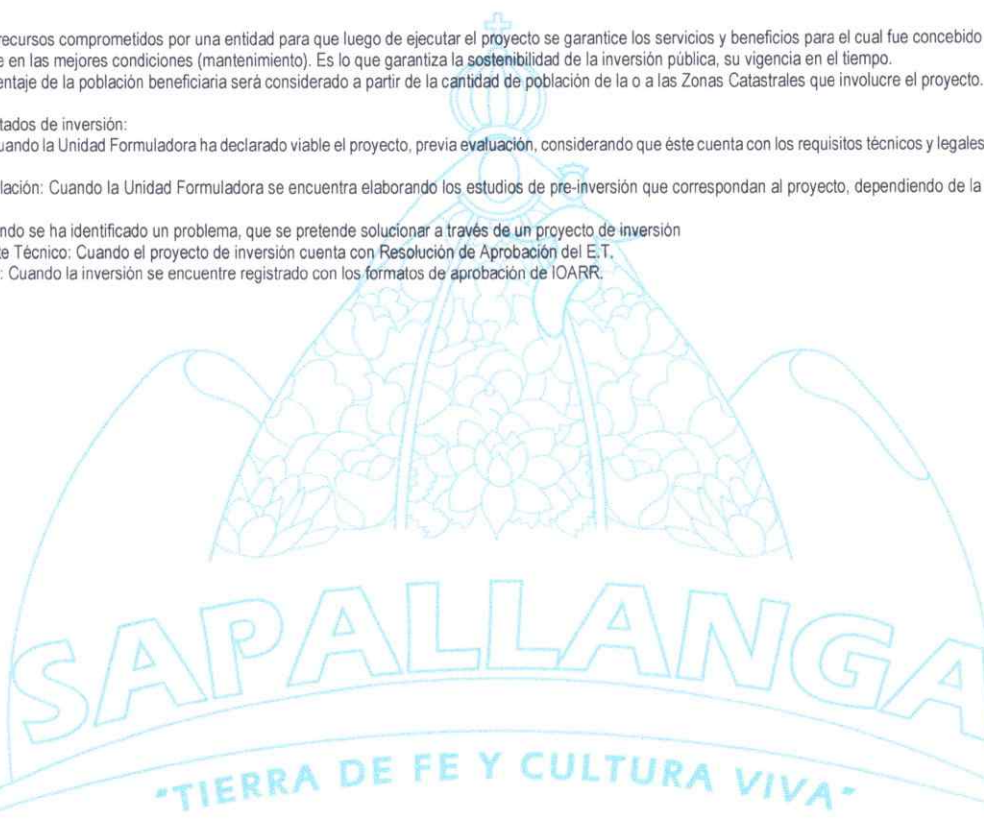 recursos comprometidos por una entidad para que luego de ejecutar el proyecto se garantice los servicios y beneficios para el cual fue concebido
en las mejores condiciones (mantenimiento). Es lo que garantiza la sostenibilidad de la inversión pública, su vigencia en el tiempo.
entaje de la población beneficiaria será considerado a partir de la cantidad de población de la o a las Zonas Catastrales que involucre el proyecto.
tados de inversión:
uando la Unidad Formuladora ha declarado viable el proyecto, previa evaluación, considerando que éste cuenta con los requisitos técnicos y legales
lación: Cuando la Unidad Formuladora se encuentra elaborando los estudios de pre-inversión que correspondan al proyecto, dependiendo de la
ndo se ha identificado un problema, que se pretende solucionar a través de un proyecto de inversión
e Técnico: Cuando el proyecto de inversión cuenta con Resolución de Aprobación del E.T.
: Cuando la inversión se encuentre registrado con los formatos de aprobación de IOARR.
SAPALLANGA
"TIERRA DE FE Y CULTURA VIVA"